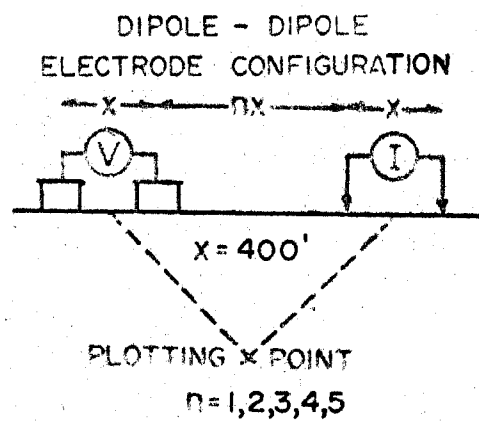 DIPOLE - DIPOLE
ELECTRODE CONFIGURATION
x nx x
V I
X = 400'
PLOTTING x POINT
n = 1,2,3,4,5